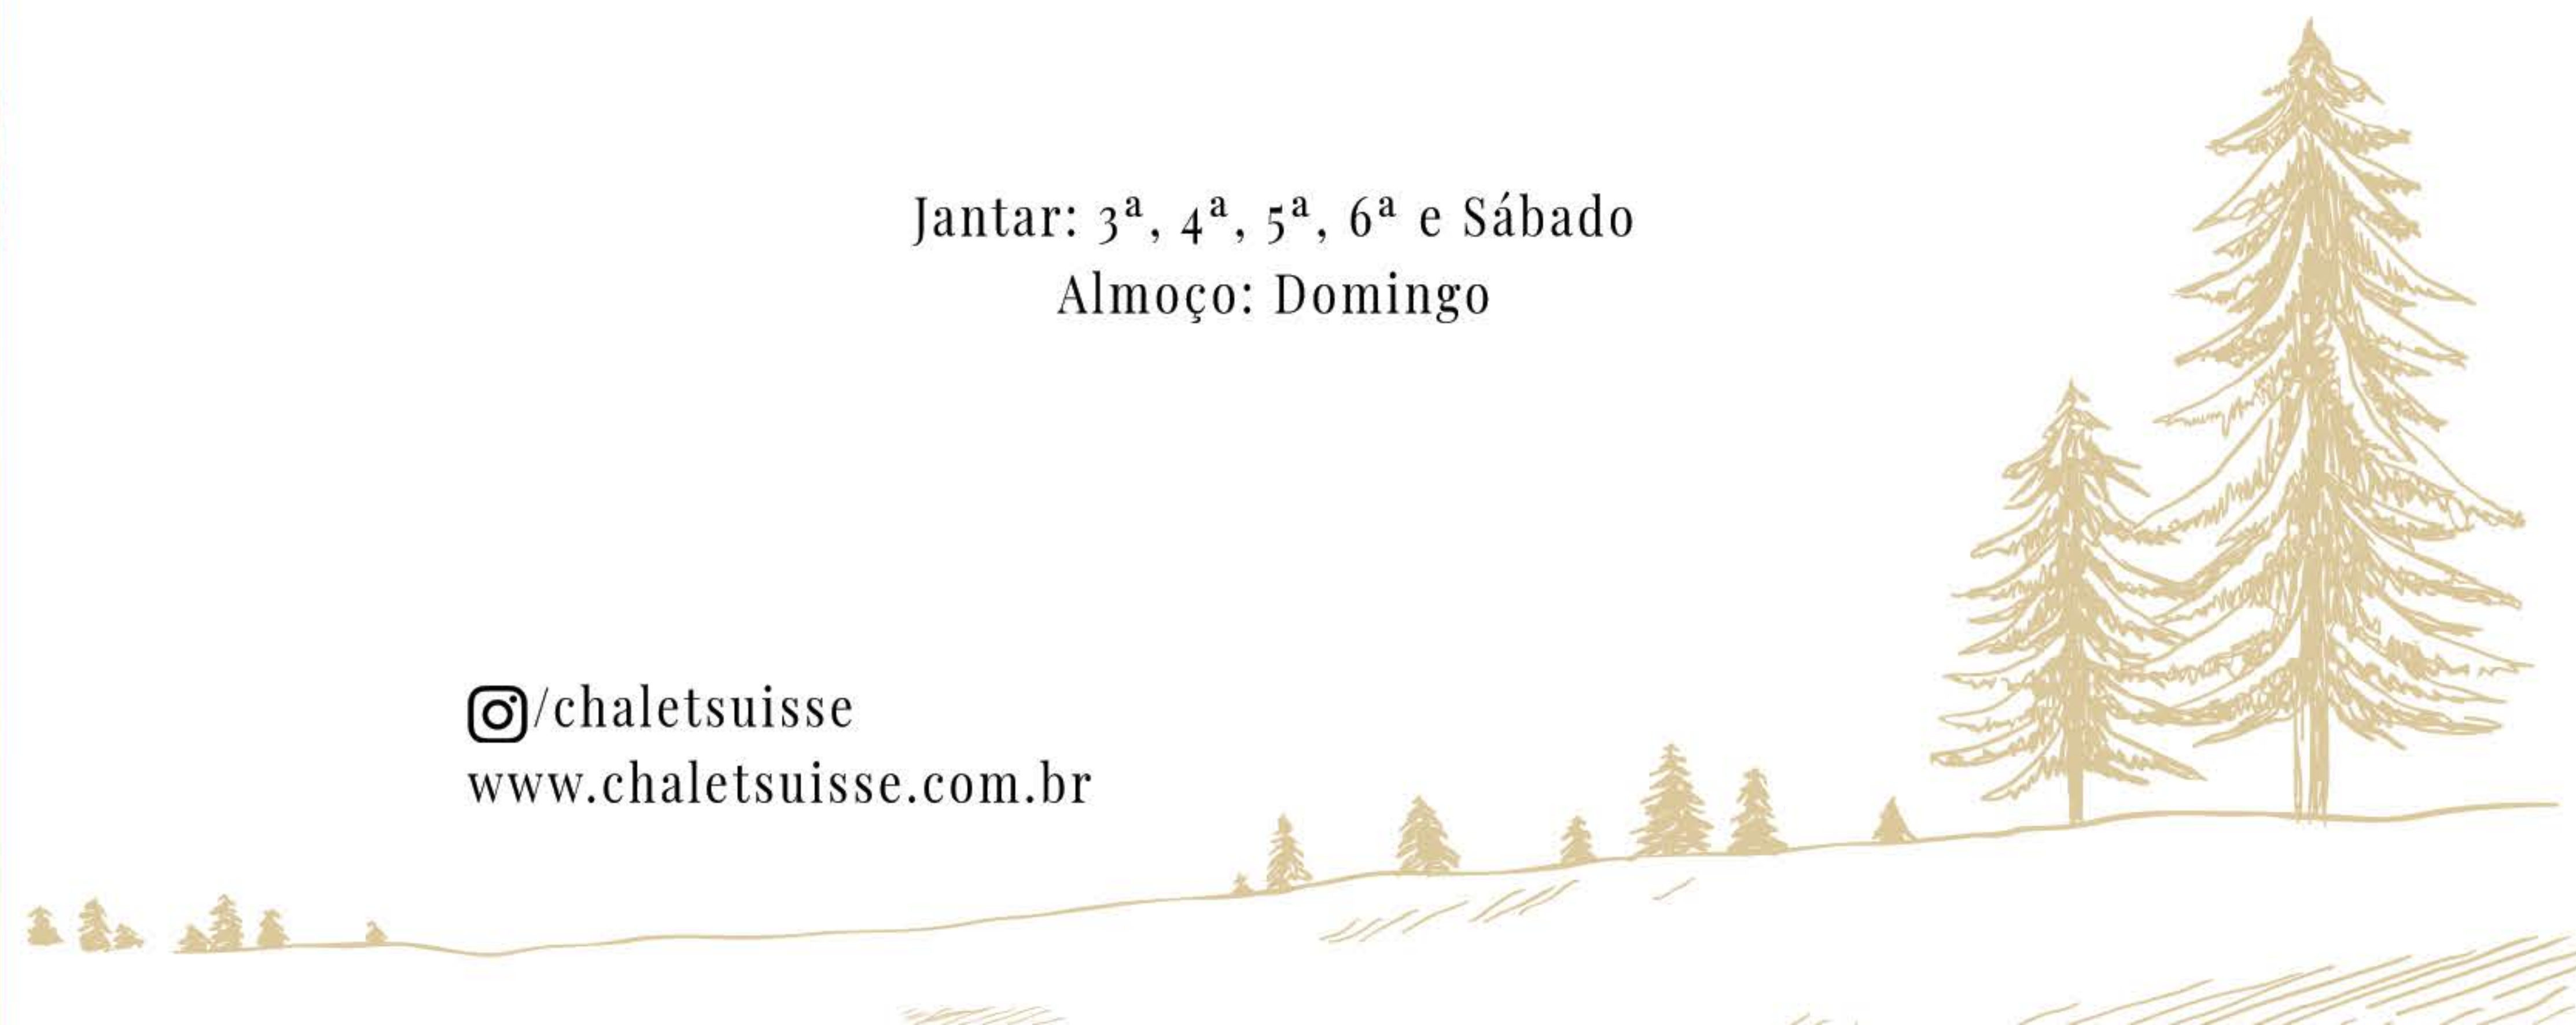 Jantar: 3ª, 4ª, 5ª, 6ª e Sábado
Almoço: Domingo
/chaletsuisse
www.chaletsuisse.com.br